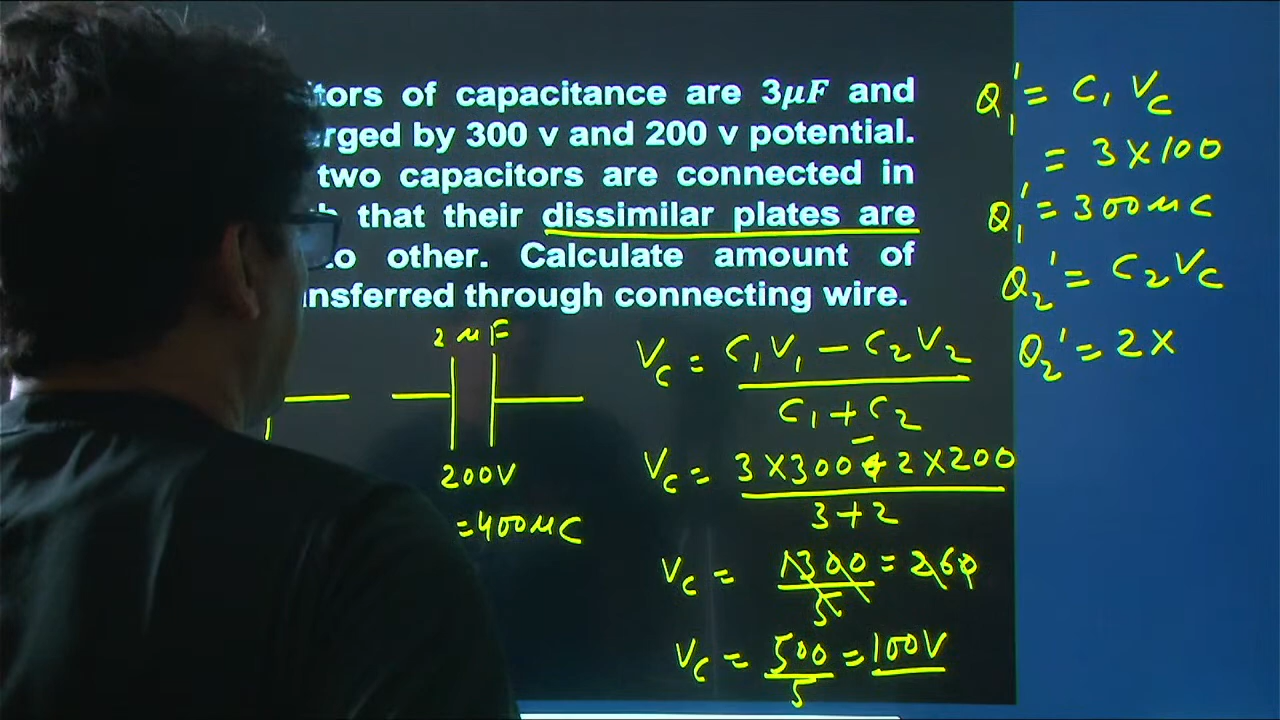 of capacitance are 3μF and
by 300 v and 200 v potential.
two capacitors are connected in
that their dissimilar plates are
other. Calculate amount of
through connecting wire.
2 μF
200V
=400μC
Vc = C₁V₁ − C₂V₂
C₁ + C₂
Vc = 3×300 - 2×200
3+2
Vc = 1300 = 260
5
Vc = 500 = 100V
5
Q₁' = C₁ Vc
= 3×100
Q₁' = 300μC
Q₂' = C₂Vc
Q₂' = 2×